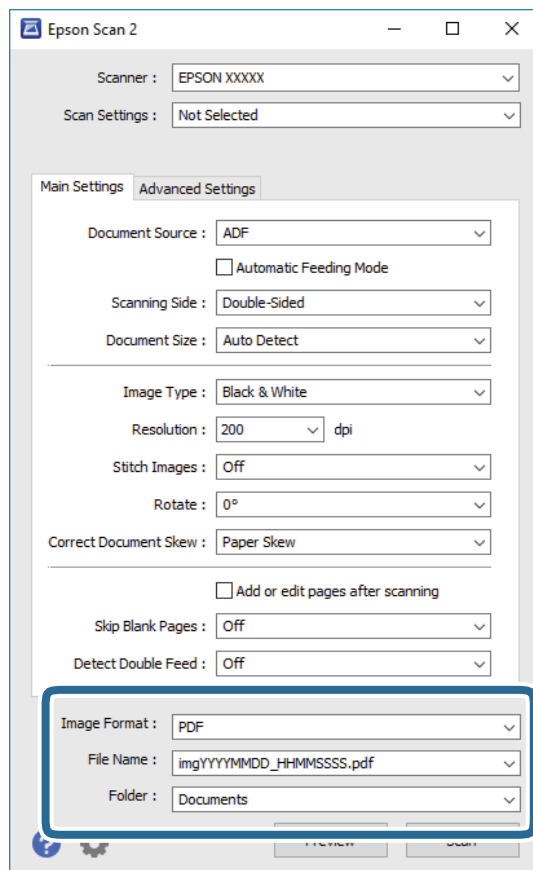 Epson Scan 2
Scanner : EPSON XXXXX
Scan Settings : Not Selected
Main Settings Advanced Settings
Document Source : ADF
Automatic Feeding Mode
Scanning Side : Double-Sided
Document Size : Auto Detect
Image Type : Black & White
Resolution : 200 dpi
Stitch Images : Off
Rotate : 0°
Correct Document Skew : Paper Skew
Add or edit pages after scanning
Skip Blank Pages : Off
Detect Double Feed : Off
Image Format : PDF
File Name : imgYYYYMMDD_HHMMSSSS.pdf
Folder : Documents
? Preview Scan